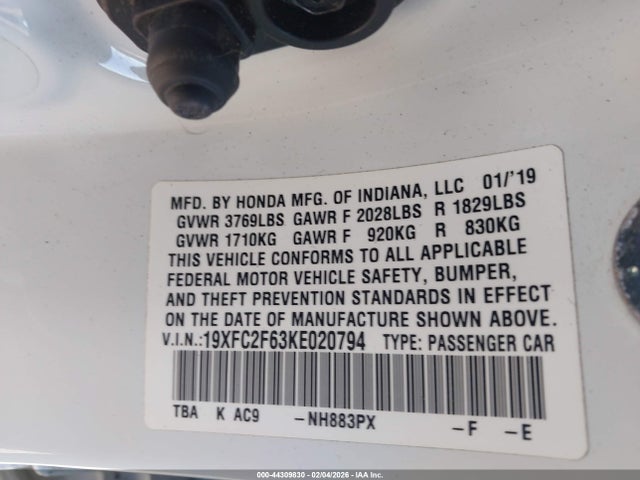 MFD. BY HONDA MFG. OF INDIANA, LLC 01/'19
GVWR 3769LBS GAWR F 2028LBS R 1829LBS
GVWR 1710KG GAWR F 920KG R 830KG
THIS VEHICLE CONFORMS TO ALL APPLICABLE
FEDERAL MOTOR VEHICLE SAFETY, BUMPER,
AND THEFT PREVENTION STANDARDS IN EFFECT
ON THE DATE OF MANUFACTURE SHOWN ABOVE.
V.I.N.:19XFC2F63KE020794 TYPE: PASSENGER CAR
TBA K AC9 -NH883PX -F -E
000-44309830 - 02/04/2026 - IAA Inc.